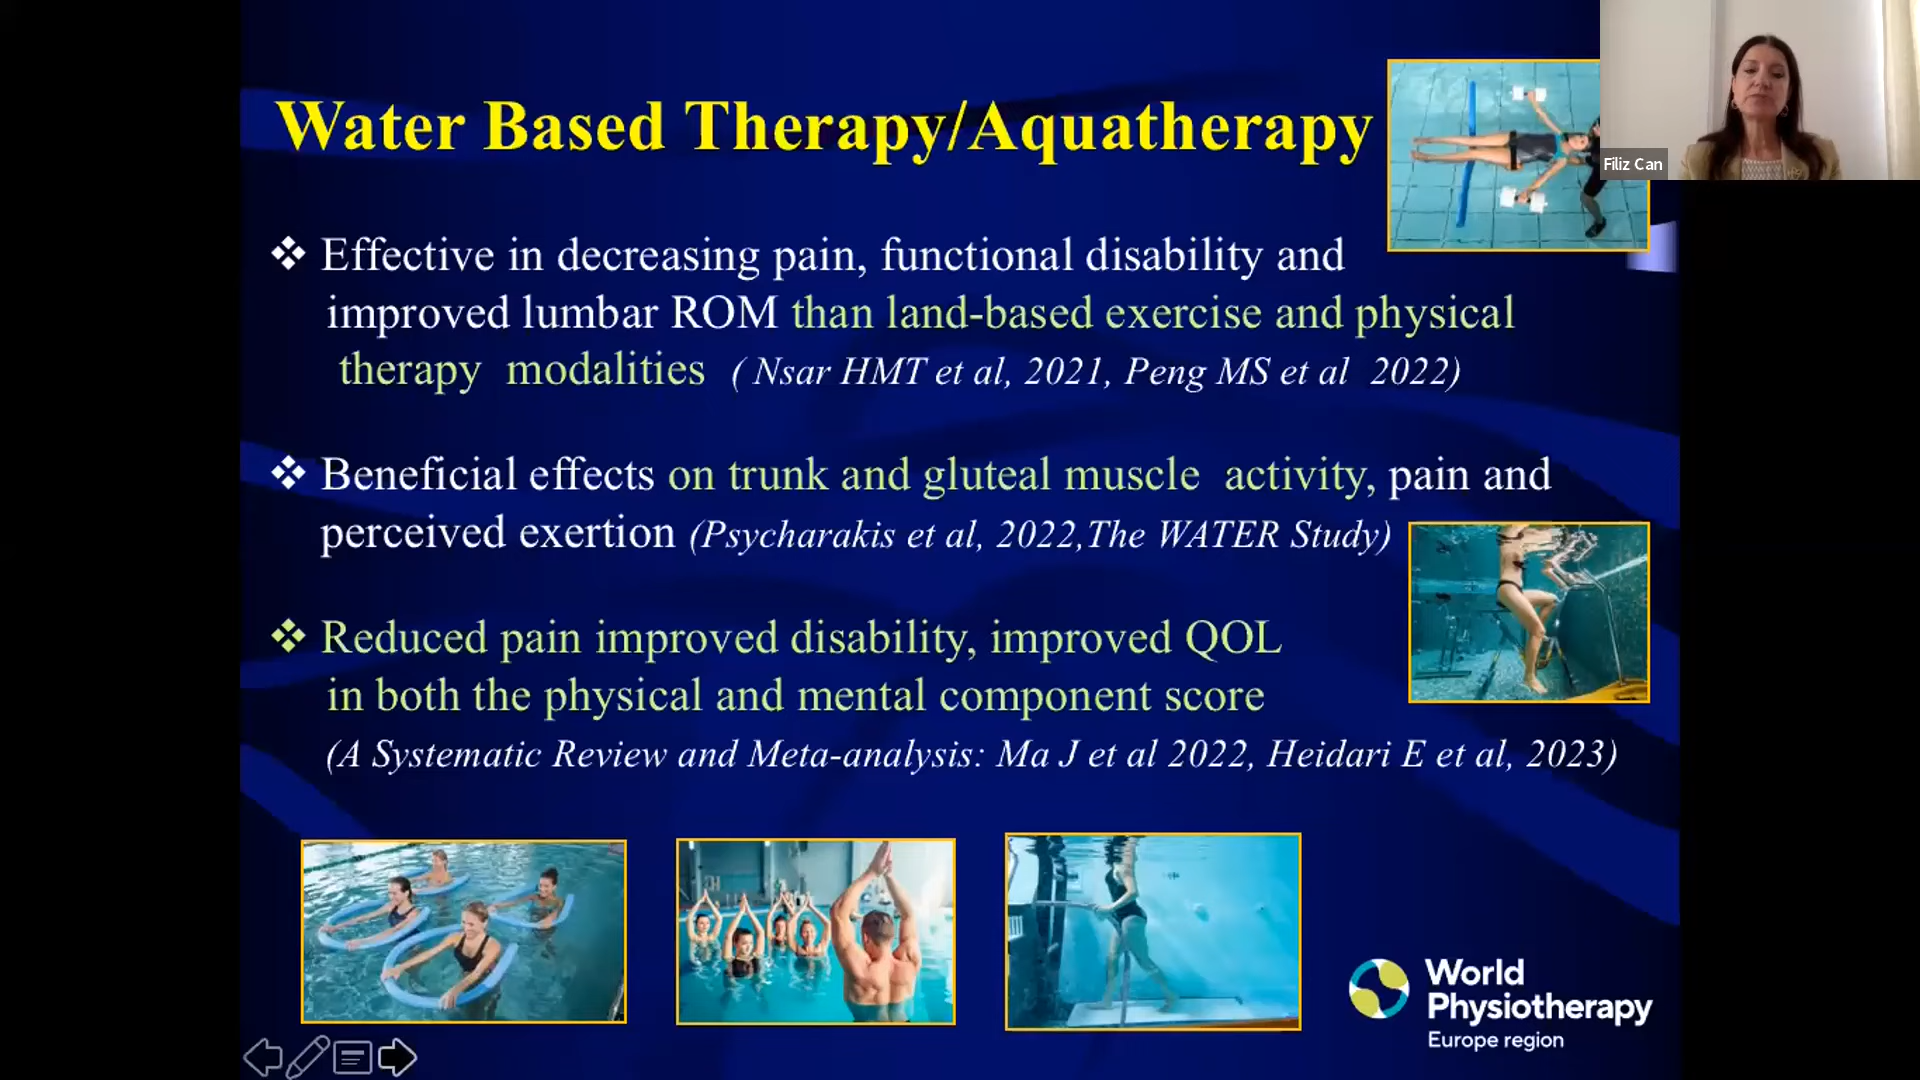 Water Based Therapy/Aquatherapy
Filiz Can
❖ Effective in decreasing pain, functional disability and
improved lumbar ROM than land-based exercise and physical
therapy modalities ( Nsar HMT et al, 2021, Peng MS et al 2022)
❖ Beneficial effects on trunk and gluteal muscle activity, pain and
perceived exertion (Psycharakis et al, 2022,The WATER Study)
❖ Reduced pain improved disability, improved QOL
in both the physical and mental component score
(A Systematic Review and Meta-analysis: Ma J et al 2022, Heidari E et al, 2023)
World
Physiotherapy
Europe region